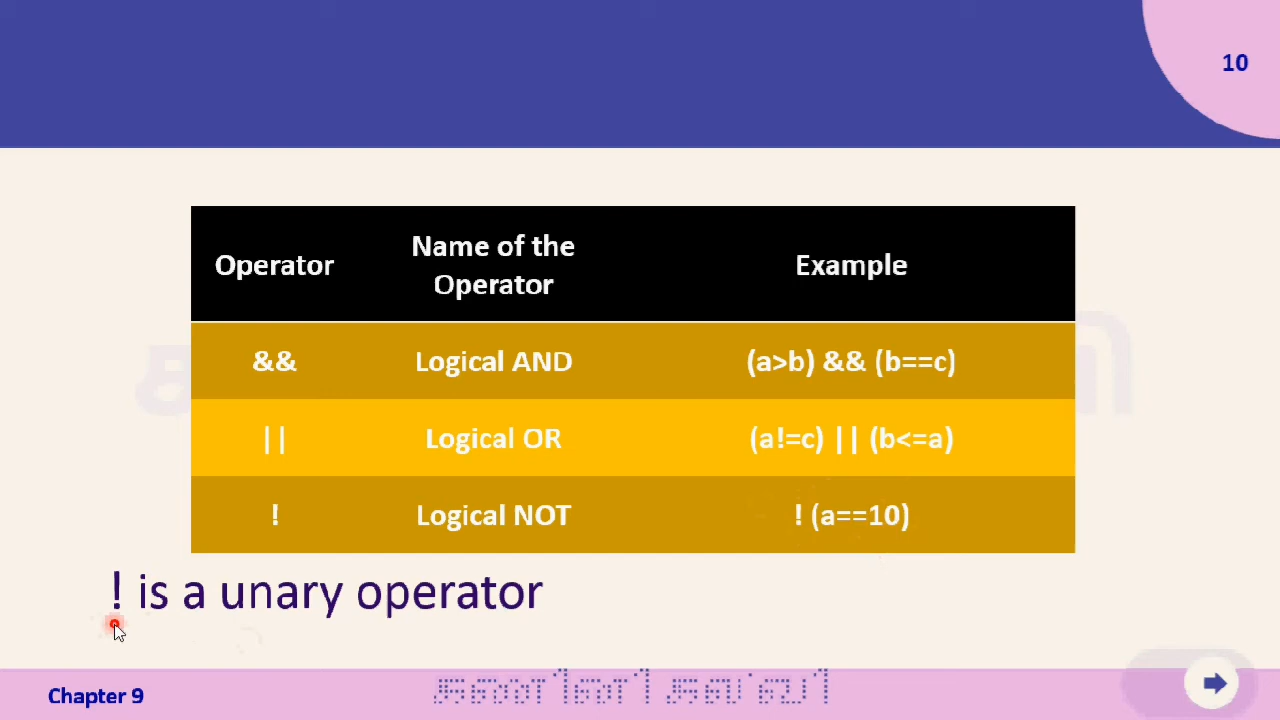 10
Operator
Name of the
Operator
Example
&& Logical AND (a>b) && (b==c)
|| Logical OR (a!=c) || (b<=a)
! Logical NOT ! (a==10)
! is a unary operator
Chapter 9